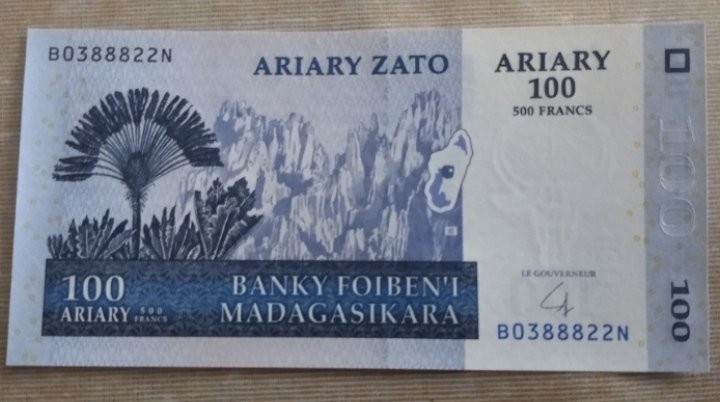 B0388822N
ARIARY ZATO
ARIARY
100
500 FRANCS
100
100
ARIARY 500 FRANCS
BANKY FOIBEN'I
MADAGASIKARA
LE GOUVERNEUR
B0388822N
100